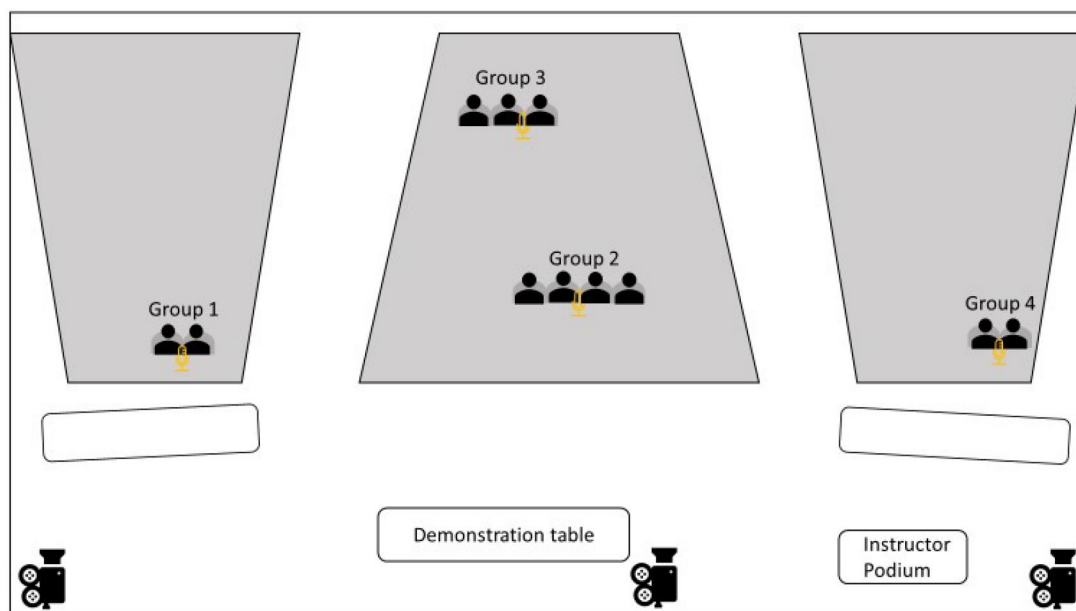 Group 3
Group 2
Group 1
Group 4
Demonstration table
Instructor
Podium